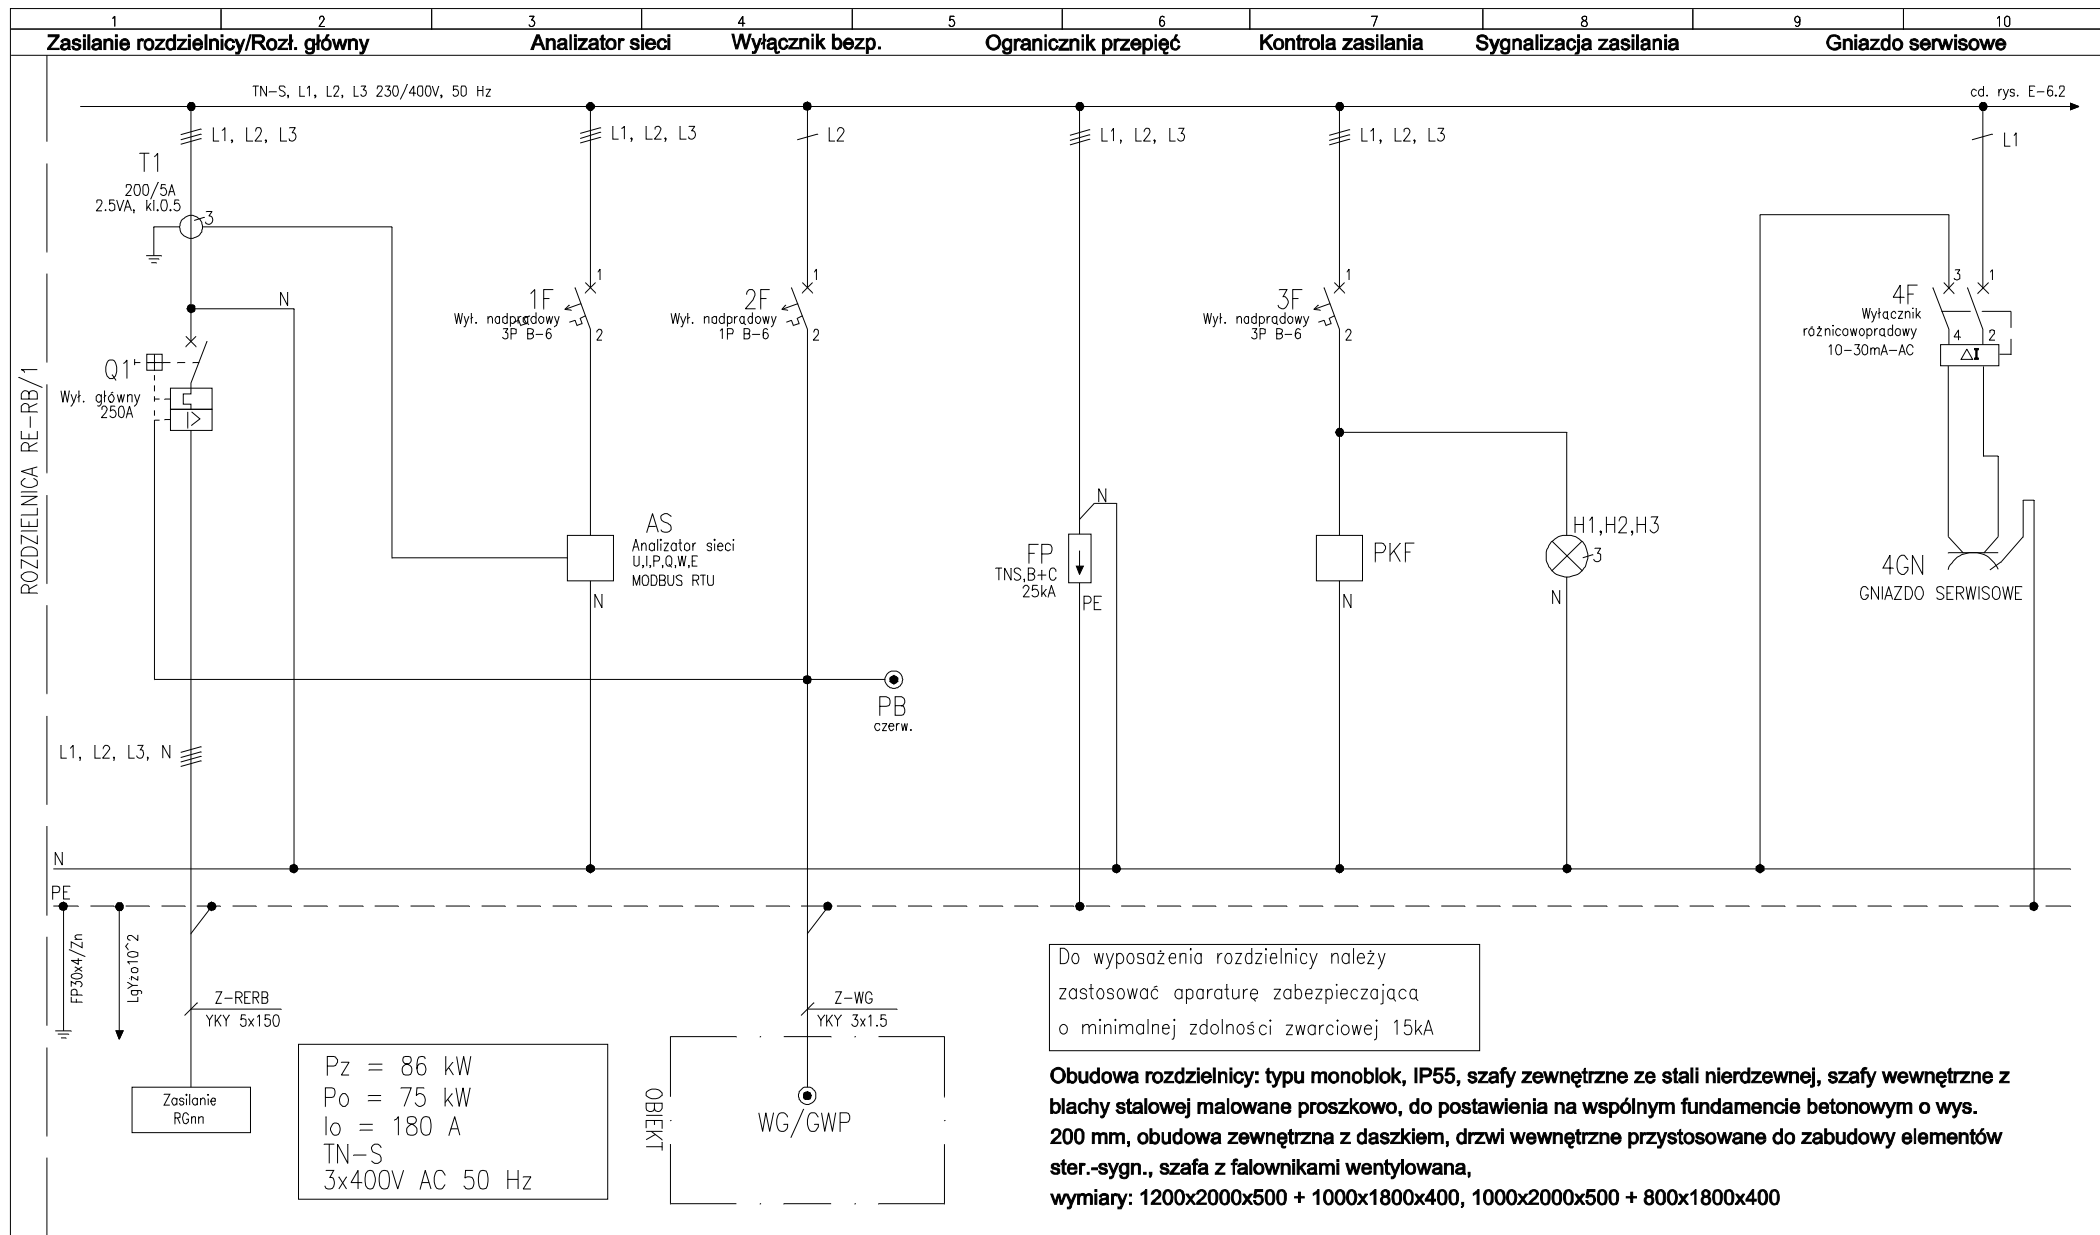 1 2 3 4 5 6 7 8 9 10
Zasilanie rozdzielnicy/Rozł. główny
Analizator sieci
Wyłącznik bezp.
Ogranicznik przepięć
Kontrola zasilania
Sygnalizacja zasilania
Gniazdo serwisowe
TN-S, L1, L2, L3 230/400V, 50 Hz
cd. rys. E-6.2
L1, L2, L3
L1, L2, L3
L2
L1, L2, L3
L1, L2, L3
L1
T1
200/5A
2.5VA, kl.0.5
3
N
Q1
Wył. główny
250A
I>
1
1F
Wył. nadprądowy
3P B-6
2
1
2F
Wył. nadprądowy
1P B-6
2
1
3F
Wył. nadprądowy
3P B-6
2
3 1
4F
Wyłacznik
różnicowoprądowy
10-30mA-AC
4 2
ΔI
ROZDZIELNICA RE-RB/1
AS
Analizator sieci
U,I,P,Q,W,E
MODBUS RTU
N
N
FP
TNS,B+C
25kA
PE
PKF
N
H1,H2,H3
3
N
4GN
GNIAZDO SERWISOWE
PB
czerw.
L1, L2, L3, N
N
PE
FP30x4/Zn
LgYżo10^2
Z-RERB
YKY 5x150
Zasilanie
RGnn
Z-WG
YKY 3x1.5
OBIEKT
WG/GWP
Pz = 86 kW
Po = 75 kW
Io = 180 A
TN-S
3x400V AC 50 Hz
Do wyposażenia rozdzielnicy należy
zastosować aparaturę zabezpieczającą
o minimalnej zdolności zwarciowej 15kA
Obudowa rozdzielnicy: typu monoblok, IP55, szafy zewnętrzne ze stali nierdzewnej, szafy wewnętrzne z
blachy stalowej malowane proszkowo, do postawienia na wspólnym fundamencie betonowym o wys.
200 mm, obudowa zewnętrzna z daszkiem, drzwi wewnętrzne przystosowane do zabudowy elementów
ster.-sygn., szafa z falownikami wentylowana,
wymiary: 1200x2000x500 + 1000x1800x400, 1000x2000x500 + 800x1800x400